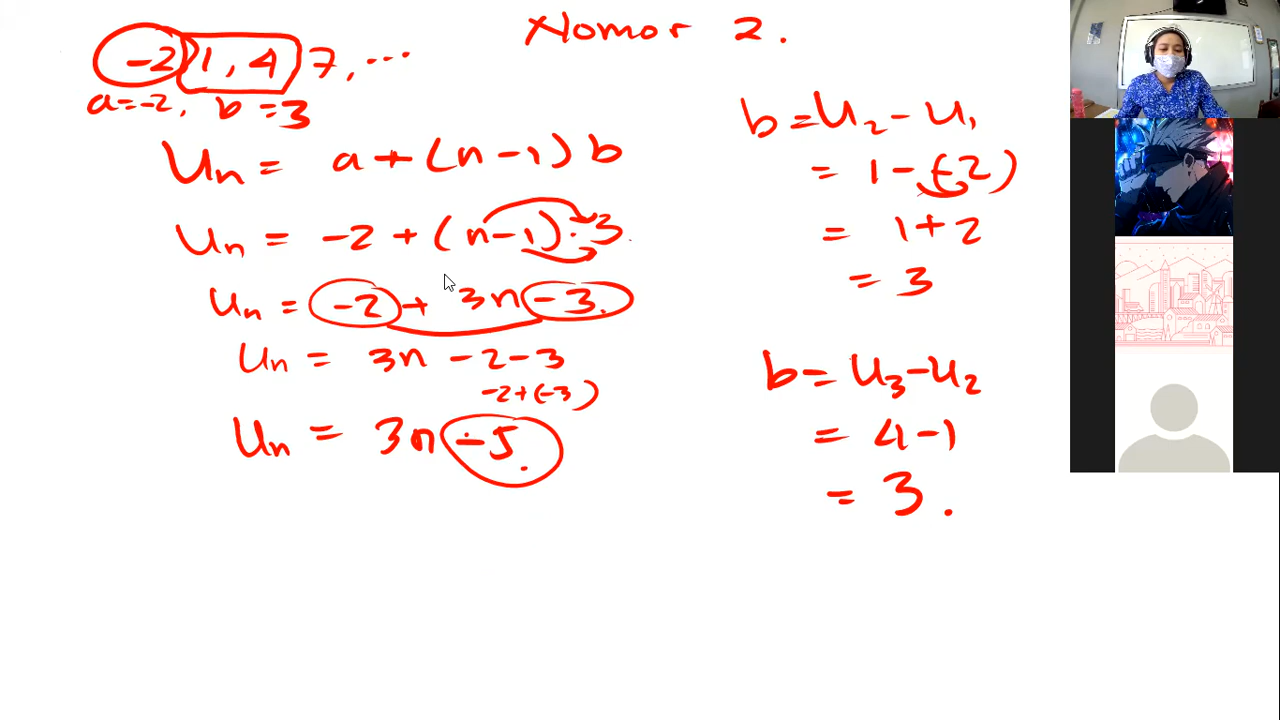 Nomor 2.
-2, 1, 4, 7, ...
a = -2, b = 3
Un = a + (n - 1) b
Un = -2 + (n - 1) · 3.
Un = -2 + 3n - 3.
Un = 3n - 2 - 3
-2 + (-3)
Un = 3n - 5.
b = U2 - U1
= 1 - (-2)
= 1 + 2
= 3
b = U3 - U2
= 4 - 1
= 3.